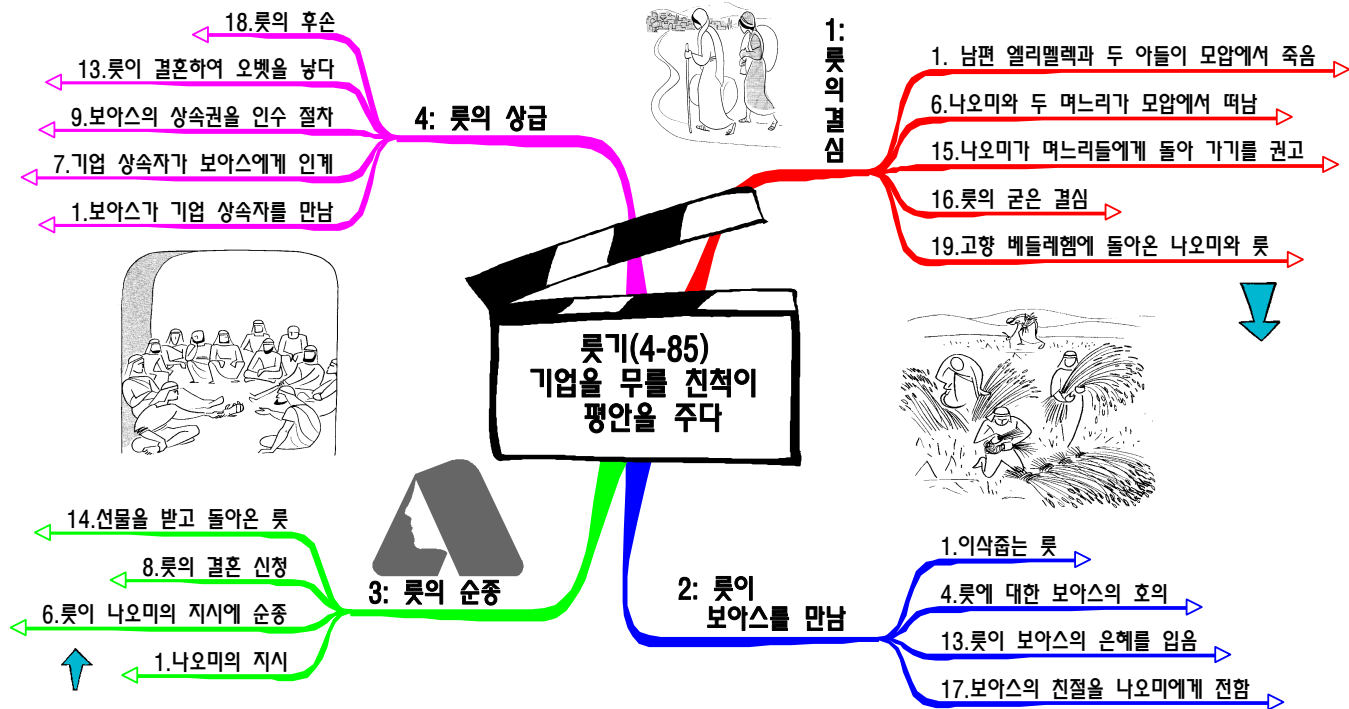 룻기(4-85)
기업을 무를 친척이
평안을 주다
1:
룻
의
결
심
1. 남편 엘리멜렉과 두 아들이 모압에서 죽음
6.나오미와 두 며느리가 모압에서 떠남
15.나오미가 며느리들에게 돌아 가기를 권고
16.룻의 굳은 결심
19.고향 베들레헴에 돌아온 나오미와 룻
2: 룻이
보아스를 만남
1.이삭줍는 룻
4.룻에 대한 보아스의 호의
13.룻이 보아스의 은혜를 입음
17.보아스의 친절을 나오미에게 전함
3: 룻의 순종
14.선물을 받고 돌아온 룻
8.룻의 결혼 신청
6.룻이 나오미의 지시에 순종
1.나오미의 지시
4: 룻의 상급
18.룻의 후손
13.룻이 결혼하여 오벳을 낳다
9.보아스의 상속권을 인수 절차
7.기업 상속자가 보아스에게 인계
1.보아스가 기업 상속자를 만남